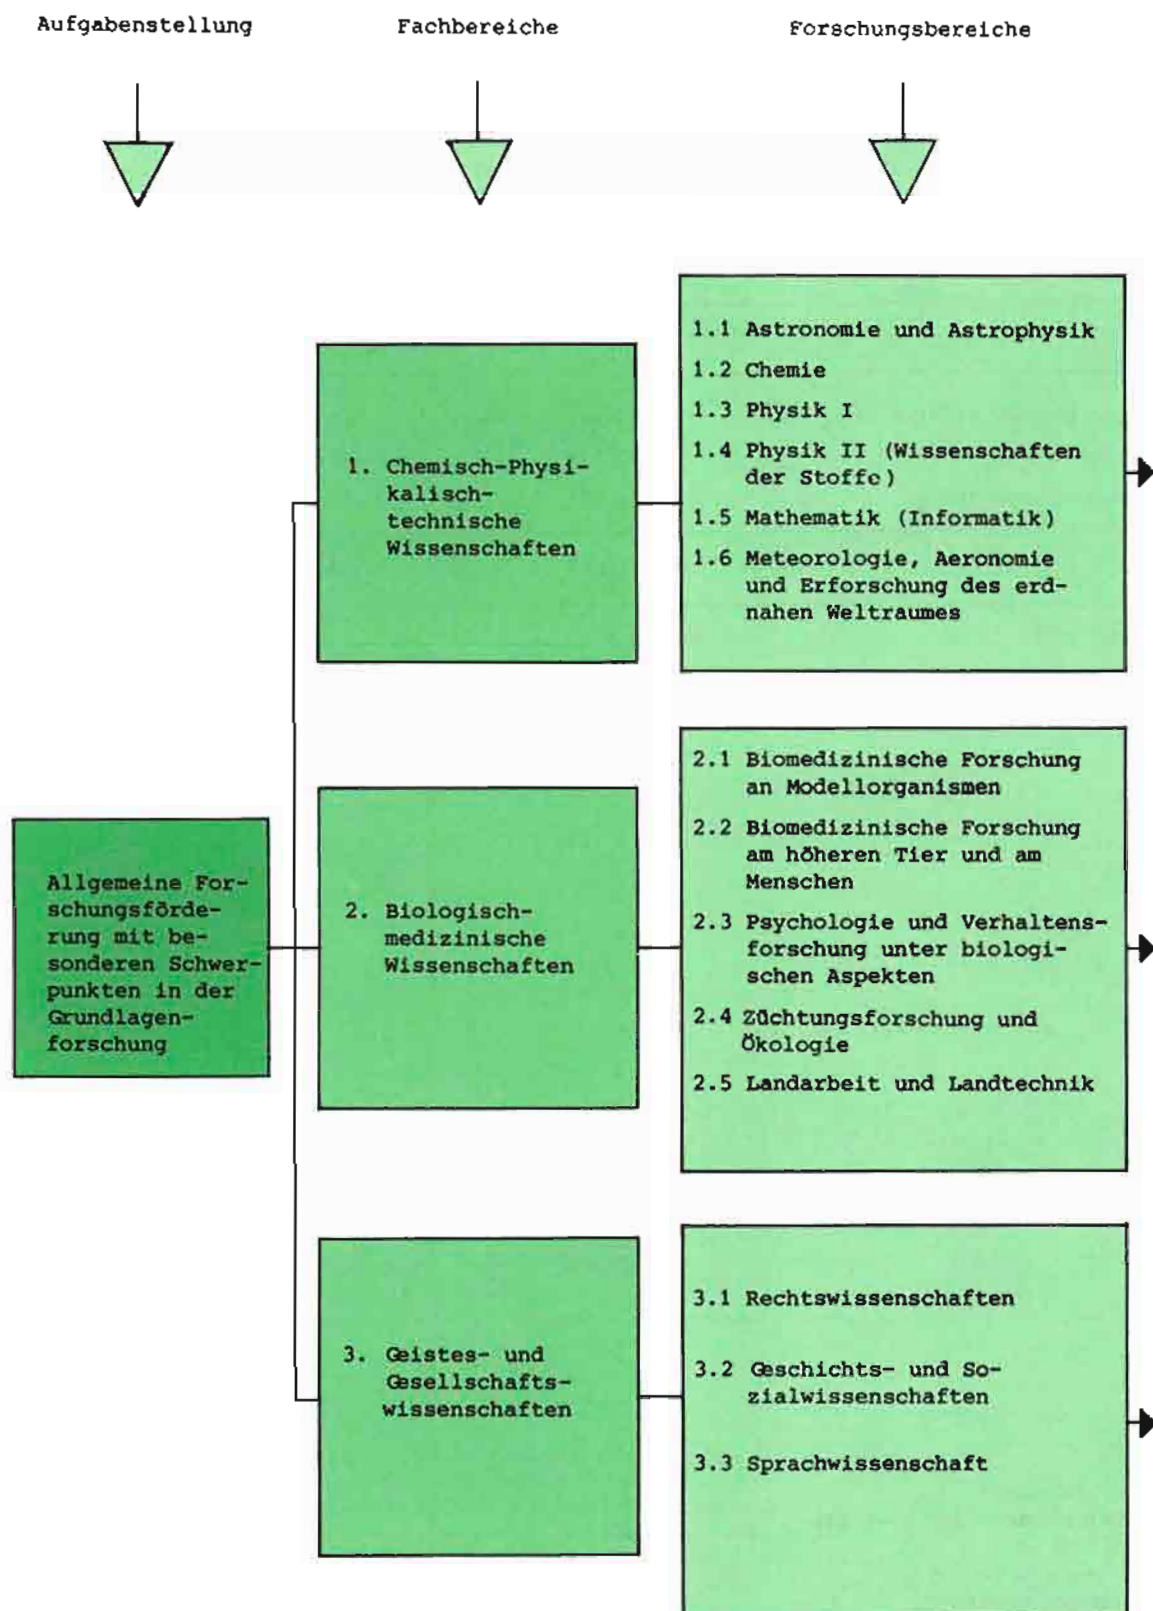 Aufgabenstellung
Fachbereiche
Forschungsbereiche
Allgemeine For-
schungsförde-
rung mit be-
sonderen Schwer-
punkten in der
Grundlagen-
forschung
1. Chemisch-Physi-
kalisch-
technische
Wissenschaften
1.1 Astronomie und Astrophysik
1.2 Chemie
1.3 Physik I
1.4 Physik II (Wissenschaften
der Stoffe)
1.5 Mathematik (Informatik)
1.6 Meteorologie, Aeronomie
und Erforschung des erd-
nahen Weltraumes
2. Biologisch-
medizinische
Wissenschaften
2.1 Biomedizinische Forschung
an Modellorganismen
2.2 Biomedizinische Forschung
am höheren Tier und am
Menschen
2.3 Psychologie und Verhaltens-
forschung unter biologi-
schen Aspekten
2.4 Züchtungsforschung und
Ökologie
2.5 Landarbeit und Landtechnik
3. Geistes- und
Gesellschafts-
wissenschaften
3.1 Rechtswissenschaften
3.2 Geschichts- und So-
zialwissenschaften
3.3 Sprachwissenschaft